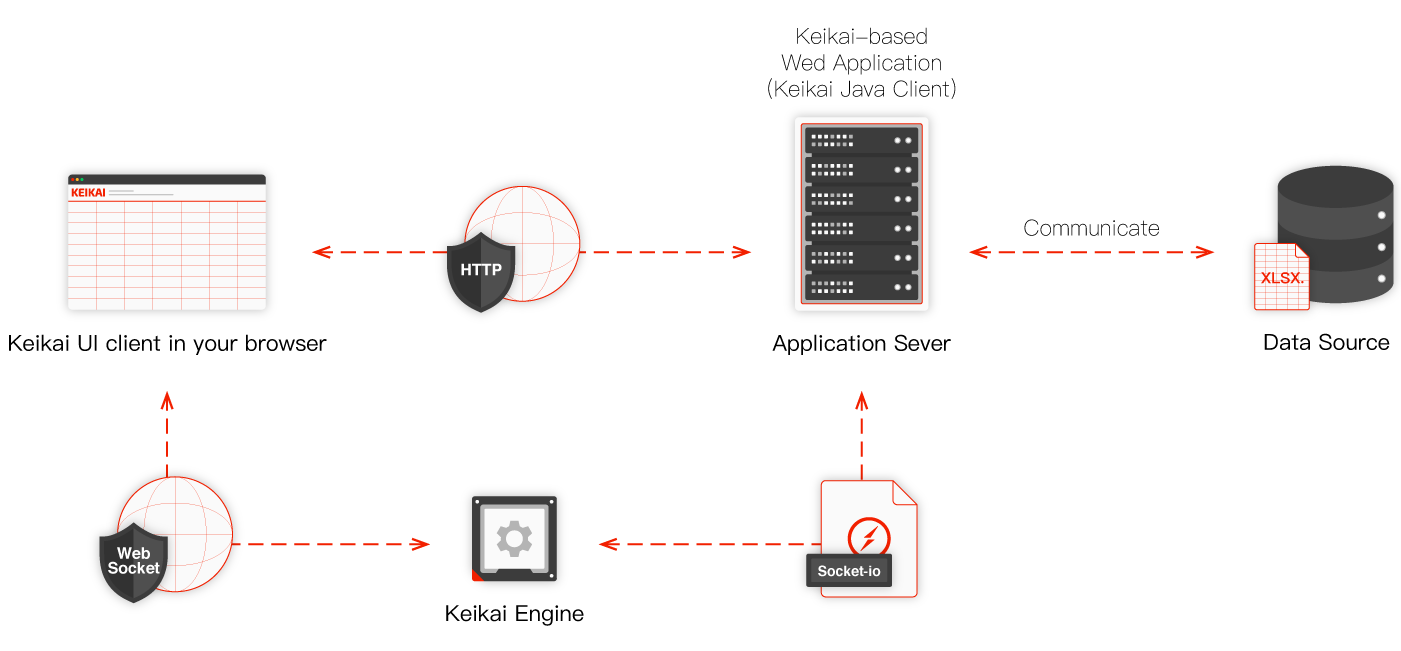 Keikai-based
Wed Application
(Keikai Java Client)
KEIKAI
HTTP
Communicate
XLSX.
Keikai UI client in your browser
Application Sever
Data Source
Web
Socket
Socket-io
Keikai Engine